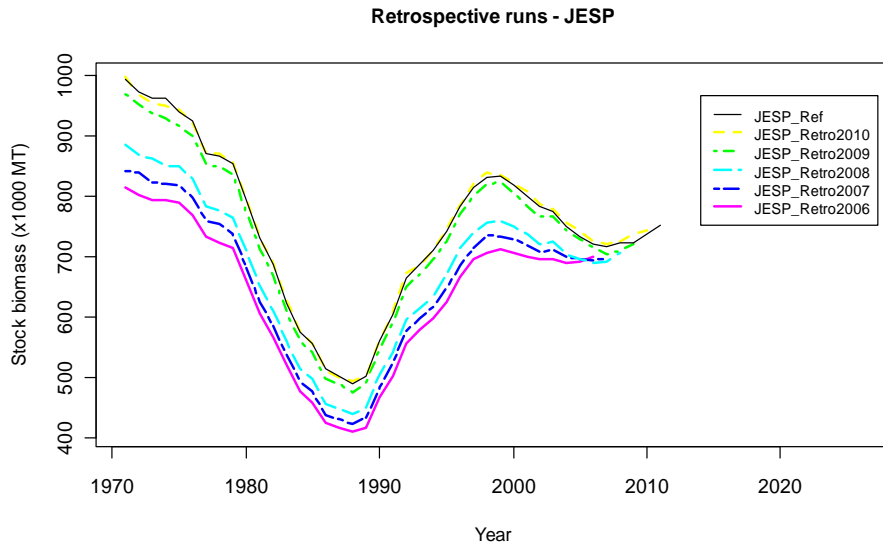 Retrospective runs - JESP
Stock biomass (x1000 MT)
1000
900
800
700
600
500
400
JESP_Ref
JESP_Retro2010
JESP_Retro2009
JESP_Retro2008
JESP_Retro2007
JESP_Retro2006
1970 1980 1990 2000 2010 2020
Year